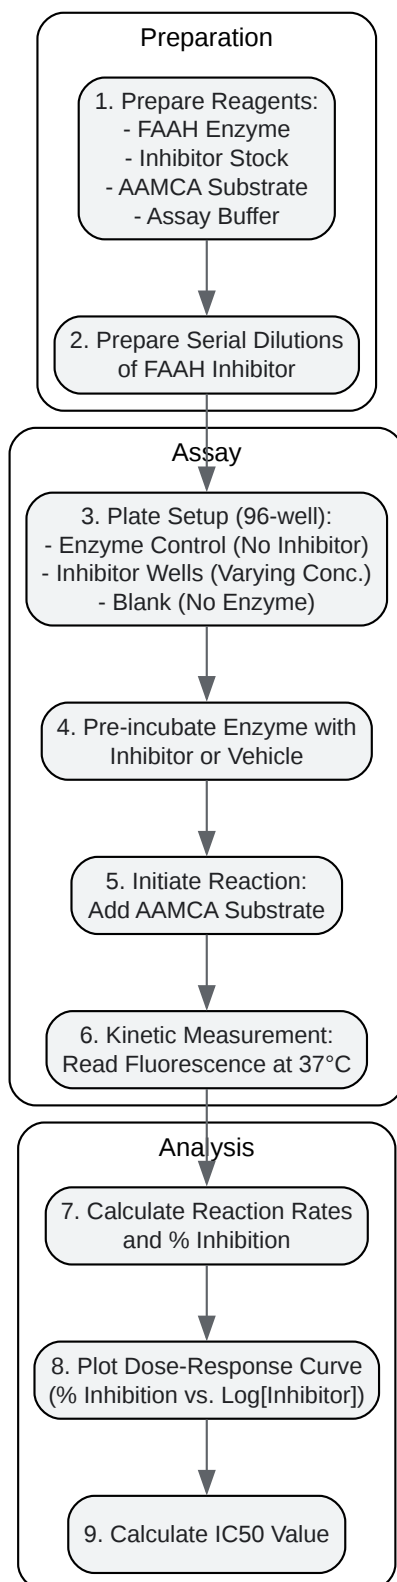 Preparation
1. Prepare Reagents:
- FAAH Enzyme
- Inhibitor Stock
- AAMCA Substrate
- Assay Buffer
2. Prepare Serial Dilutions
of FAAH Inhibitor
Assay
3. Plate Setup (96-well):
- Enzyme Control (No Inhibitor)
- Inhibitor Wells (Varying Conc.)
- Blank (No Enzyme)
4. Pre-incubate Enzyme with
Inhibitor or Vehicle
5. Initiate Reaction:
Add AAMCA Substrate
6. Kinetic Measurement:
Read Fluorescence at 37°C
Analysis
7. Calculate Reaction Rates
and % Inhibition
8. Plot Dose-Response Curve
(% Inhibition vs. Log[Inhibitor])
9. Calculate IC50 Value